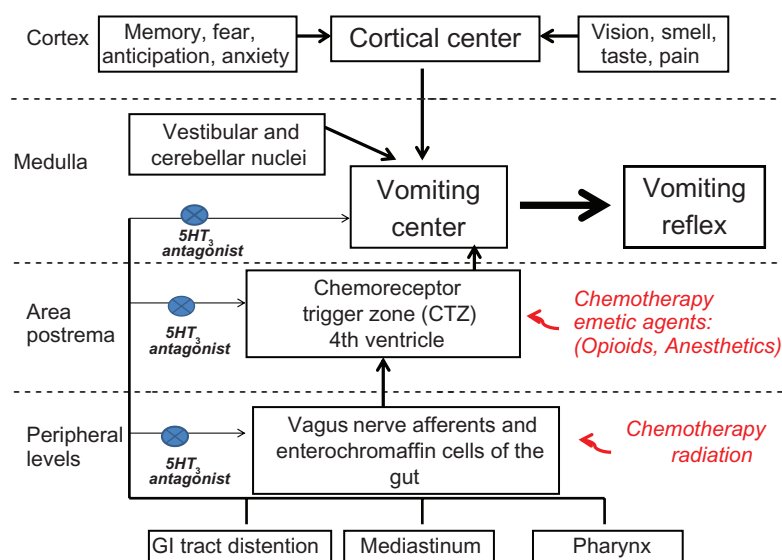 Cortex
Memory, fear,
anticipation, anxiety
Cortical center
Vision, smell,
taste, pain
Medulla
Vestibular and
cerebellar nuclei
Vomiting
center
Vomiting
reflex
5HT3
antagonist
Area
postrema
Chemoreceptor
trigger zone (CTZ)
4th ventricle
Chemotherapy
emetic agents:
(Opioids, Anesthetics)
5HT3
antagonist
Peripheral
levels
Vagus nerve afferents and
enterochromaffin cells of the
gut
Chemotherapy
radiation
5HT3
antagonist
GI tract distention
Mediastinum
Pharynx